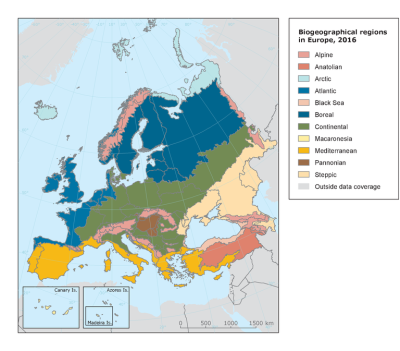 Biogeographical regions
in Europe, 2016
Alpine
Anatolian
Arctic
Atlantic
Black Sea
Boreal
Continental
Macaronesia
Mediterranean
Pannonian
Steppic
Outside data coverage
Canary Is.
Azores Is.
Madeira Is.
0 500 1000 1500 km